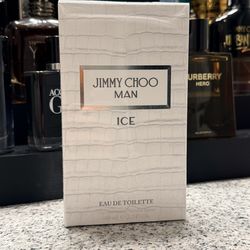 JIMMY CHOO
MAN
ICE
EAU DE TOILETTE
BURBERRY
HERO